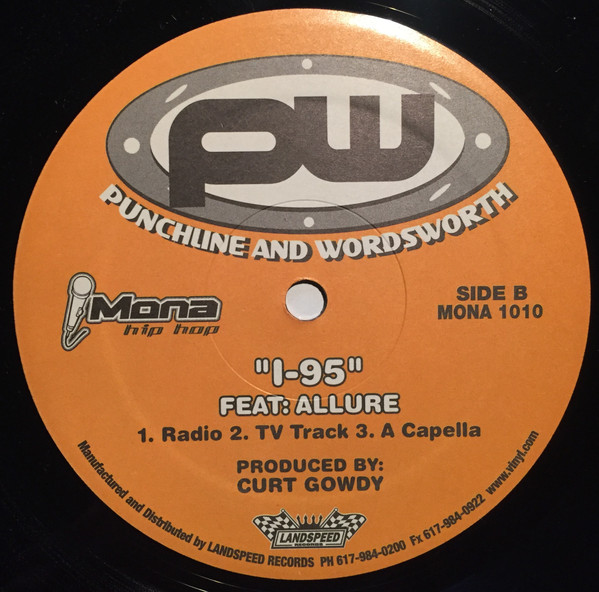 PW
PUNCHLINE AND WORDSWORTH
Mona
hip hop
SIDE B
MONA 1010
"I-95"
FEAT: ALLURE
1. Radio 2. TV Track 3. A Capella
PRODUCED BY:
CURT GOWDY
LANDSPEED
RECORDS
Manufactured and Distributed by LANDSPEED RECORDS PH 617-984-0200 Fx 617-984-0922 www.vinyl.com